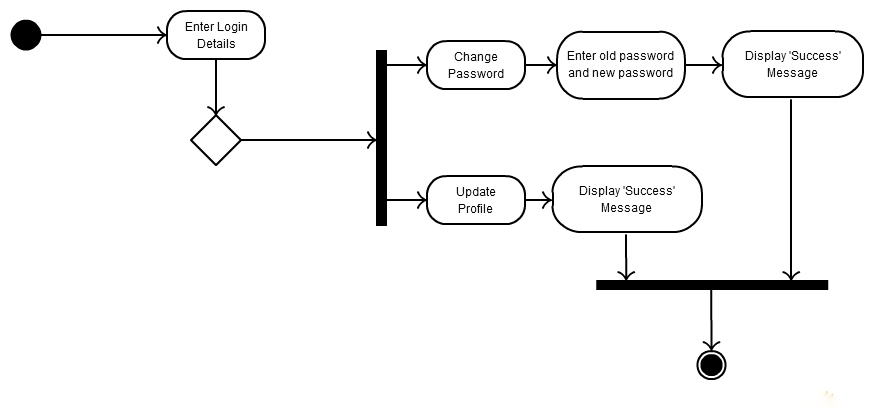 Enter Login
Details
Change
Password
Enter old password
and new password
Display 'Success'
Message
Update
Profile
Display 'Success'
Message